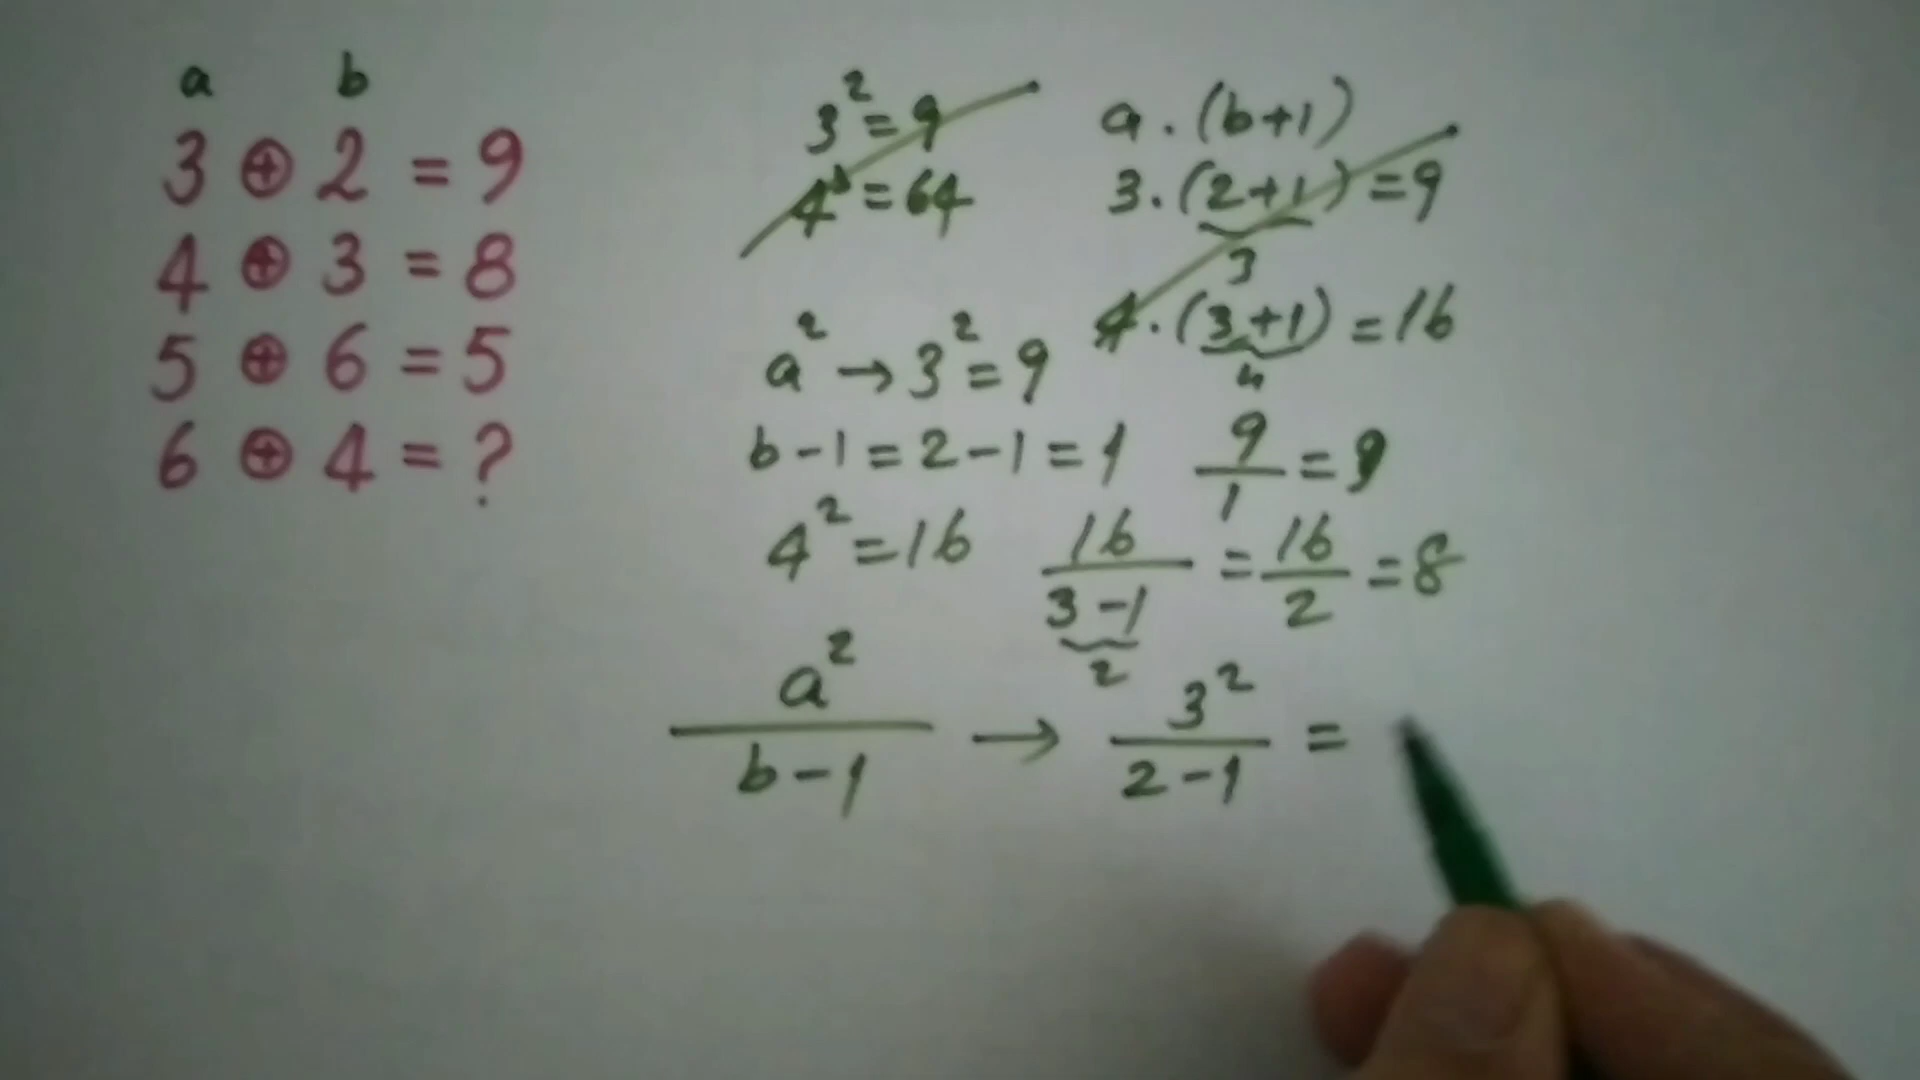 a b
3 ⊕ 2 = 9
4 ⊕ 3 = 8
5 ⊕ 6 = 5
6 ⊕ 4 = ?
3² = 9
4³ = 64
a . (b+1)
3 . (2+1) = 9
3
4 . (3+1) = 16
4
a² → 3² = 9
b - 1 = 2 - 1 = 1
9/1 = 9
4² = 16
16/(3-1) = 16/2 = 8
2
a²/(b-1) → 3²/(2-1) =